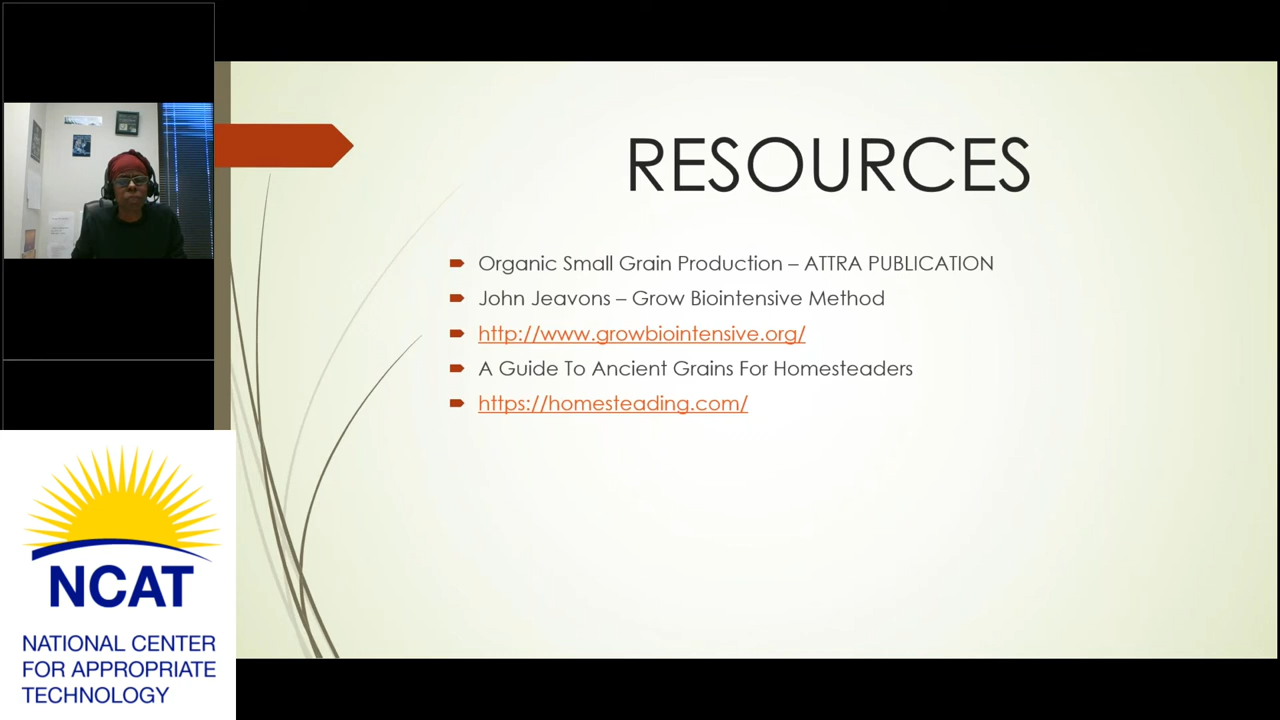 RESOURCES
Organic Small Grain Production – ATTRA PUBLICATION
John Jeavons – Grow Biointensive Method
http://www.growbiointensive.org/
A Guide To Ancient Grains For Homesteaders
https://homesteading.com/
NCAT
NATIONAL CENTER
FOR APPROPRIATE
TECHNOLOGY